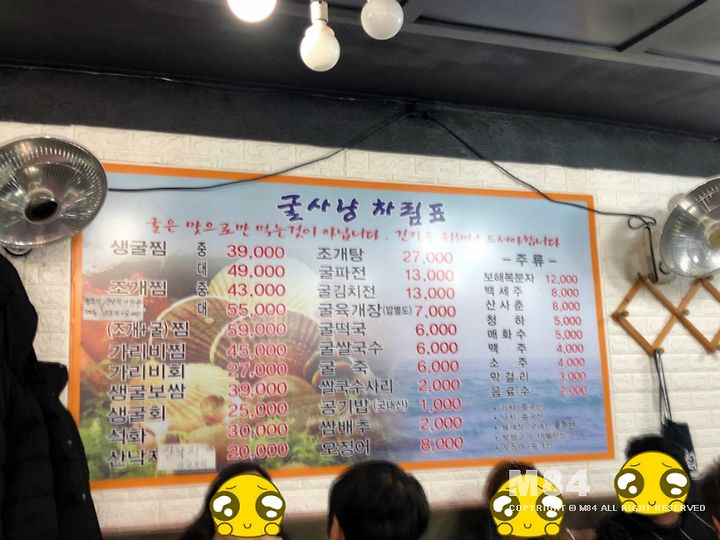 굴사냥 차림표
굴은 맛으로만 먹는것이 아닙니다. 건강을 위해서 드셔야합니다
생굴찜 중 39,000
대 49,000
조개찜 중 43,000
대 55,000
(조개+굴)찜 59,000
가리비찜 45,000
가리비회 27,000
생굴보쌈 39,000
생굴회 25,000
석화 30,000
산낙지 20,000
조개탕 27,000
굴파전 13,000
굴김치전 13,000
굴육개장(밥별도) 7,000
굴떡국 6,000
굴쌀국수 6,000
굴죽 6,000
쌀국수사리 2,000
공기밥(국내산) 1,000
쌈배추 2,000
오징어 8,000
- 주류 -
보해복분자 12,000
백세주 8,000
산사춘 8,000
청하 5,000
매화수 5,000
맥주 4,000
소주 4,000
막걸리 3,000
음료수 2,000
M84
COPYRIGHT © M84 ALL RIGHT RESERVED